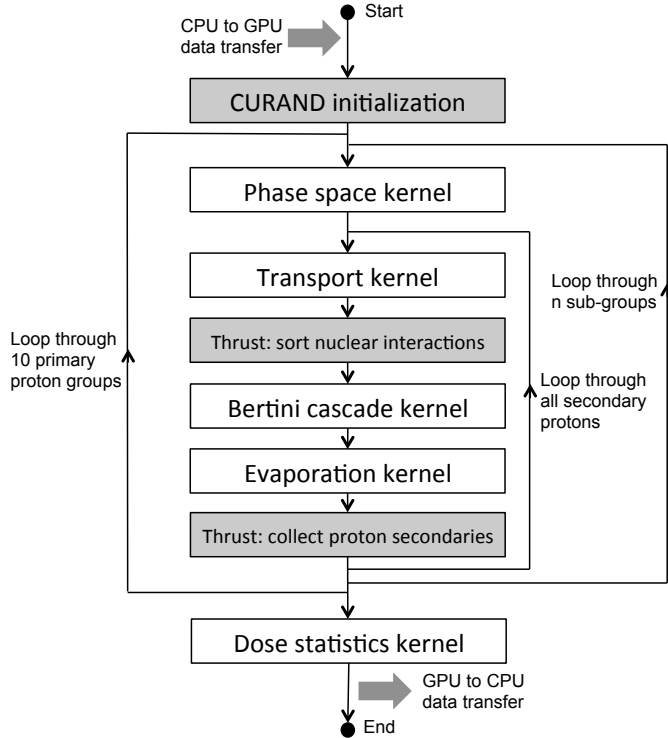 Start
CPU to GPU
data transfer
CURAND initialization
Phase space kernel
Transport kernel
Thrust: sort nuclear interactions
Bertini cascade kernel
Evaporation kernel
Thrust: collect proton secondaries
Loop through
10 primary
proton groups
Loop through
all secondary
protons
Loop through
n sub-groups
Dose statistics kernel
GPU to CPU
data transfer
End